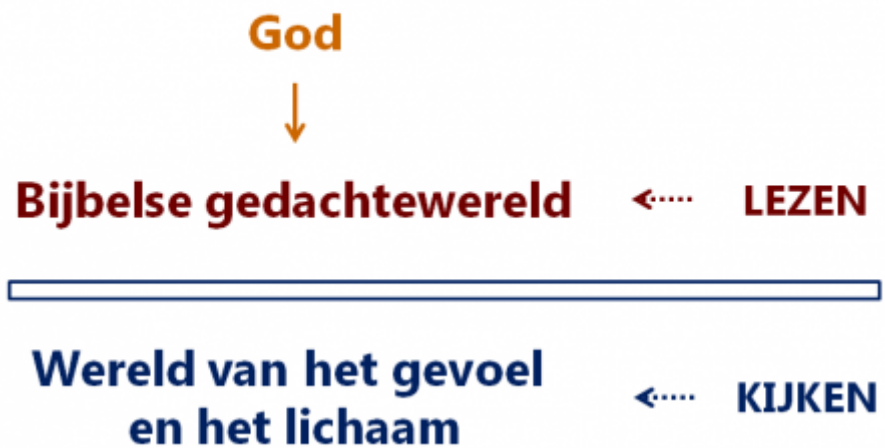 God
Bijbelse gedachtewereld
LEZEN
Wereld van het gevoel
en het lichaam
KIJKEN